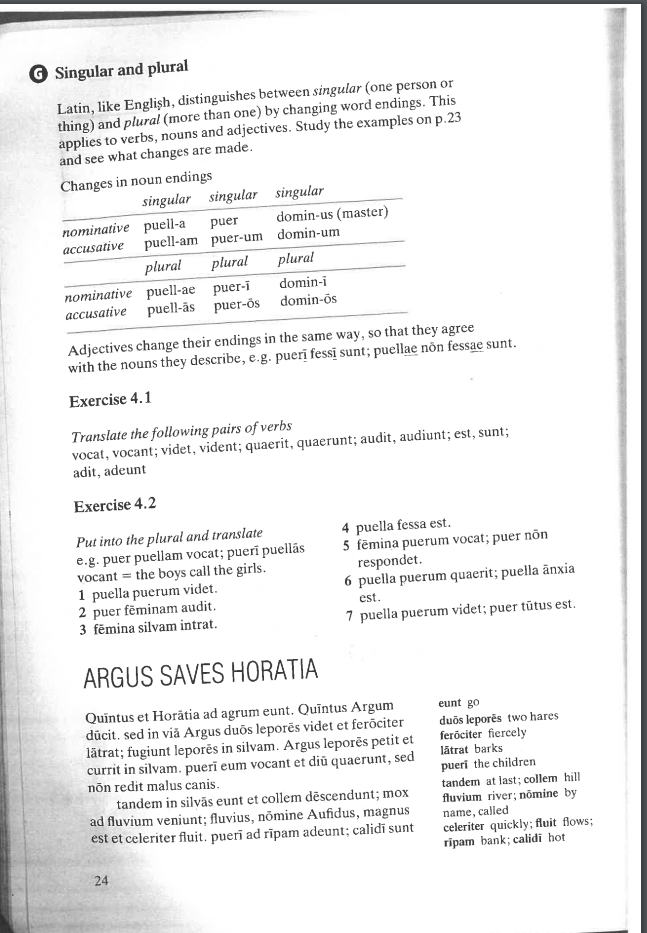 G Singular and plural
Latin, like English, distinguishes between singular (one person or
thing) and plural (more than one) by changing word endings. This
applies to verbs, nouns and adjectives. Study the examples on p.23
and see what changes are made.
Changes in noun endings
singular singular singular
nominative puell-a puer domin-us (master)
accusative puell-am puer-um domin-um
plural plural plural
nominative puell-ae puer-ī domin-ī
accusative puell-ās puer-ōs domin-ōs
Adjectives change their endings in the same way, so that they agree
with the nouns they describe, e.g. puerī fessī sunt; puellae nōn fessae sunt.
Exercise 4.1
Translate the following pairs of verbs
vocat, vocant; videt, vident; quaerit, quaerunt; audit, audiunt; est, sunt;
adit, adeunt
Exercise 4.2
Put into the plural and translate
e.g. puer puellam vocat; puerī puellās
vocant = the boys call the girls.
1 puella puerum videt.
2 puer fēminam audit.
3 fēmina silvam intrat.
4 puella fessa est.
5 fēmina puerum vocat; puer nōn
respondet.
6 puella puerum quaerit; puella ānxia
est.
7 puella puerum videt; puer tūtus est.
ARGUS SAVES HORATIA
Quīntus et Horātia ad agrum eunt. Quīntus Argum
dūcit. sed in viā Argus duōs leporēs videt et ferōciter
lātrat; fugiunt leporēs in silvam. Argus leporēs petit et
currit in silvam. puerī eum vocant et diū quaerunt, sed
nōn redit malus canis.
tandem in silvās eunt et collem dēscendunt; mox
ad fluvium veniunt; fluvius, nōmine Aufidus, magnus
est et celeriter fluit. puerī ad rīpam adeunt; calidī sunt
eunt go
duōs leporēs two hares
ferōciter fiercely
lātrat barks
puerī the children
tandem at last; collem hill
fluvium river; nōmine by
name, called
celeriter quickly; fluit flows;
rīpam bank; calidī hot
24